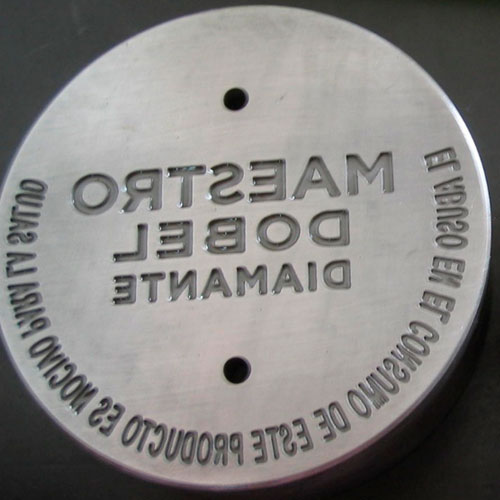 MAESTRO
DOBEL
DIAMANTE
EL ABUSO EN EL CONSUMO DE ESTE PRODUCTO ES NOCIVO PARA LA SALUD